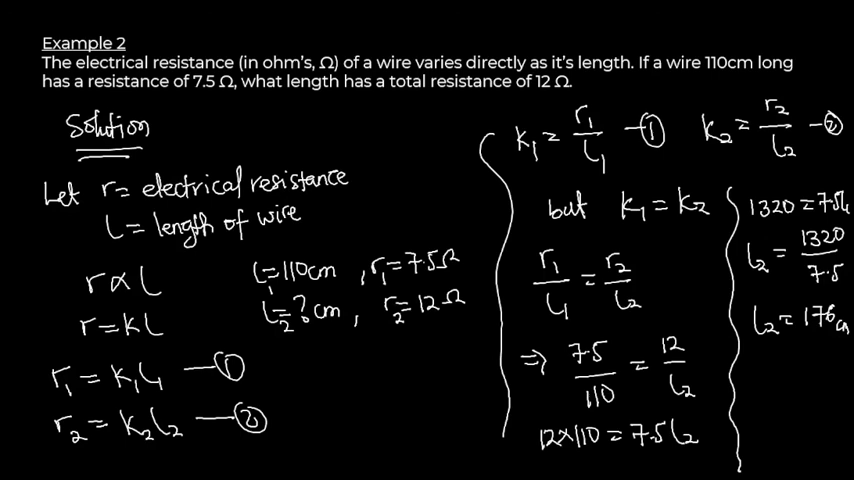 Example 2
The electrical resistance (in ohm's, Ω) of a wire varies directly as it's length. If a wire 110cm long
has a resistance of 7.5 Ω, what length has a total resistance of 12 Ω.
Solution
Let r = electrical resistance
l = length of wire
r ∝ l
r = kl
l₁ = 110cm, r₁ = 7.5Ω
l₂ = ? cm, r₂ = 12Ω
r₁ = k₁l₁ — ①
r₂ = k₂l₂ — ②
k₁ = r₁/l₁ — ① k₂ = r₂/l₂ — ②
but k₁ = k₂
r₁/l₁ = r₂/l₂
⇒ 7.5/110 = 12/l₂
12×110 = 7.5l₂
1320 = 7.5l₂
l₂ = 1320/7.5
l₂ = 176cm